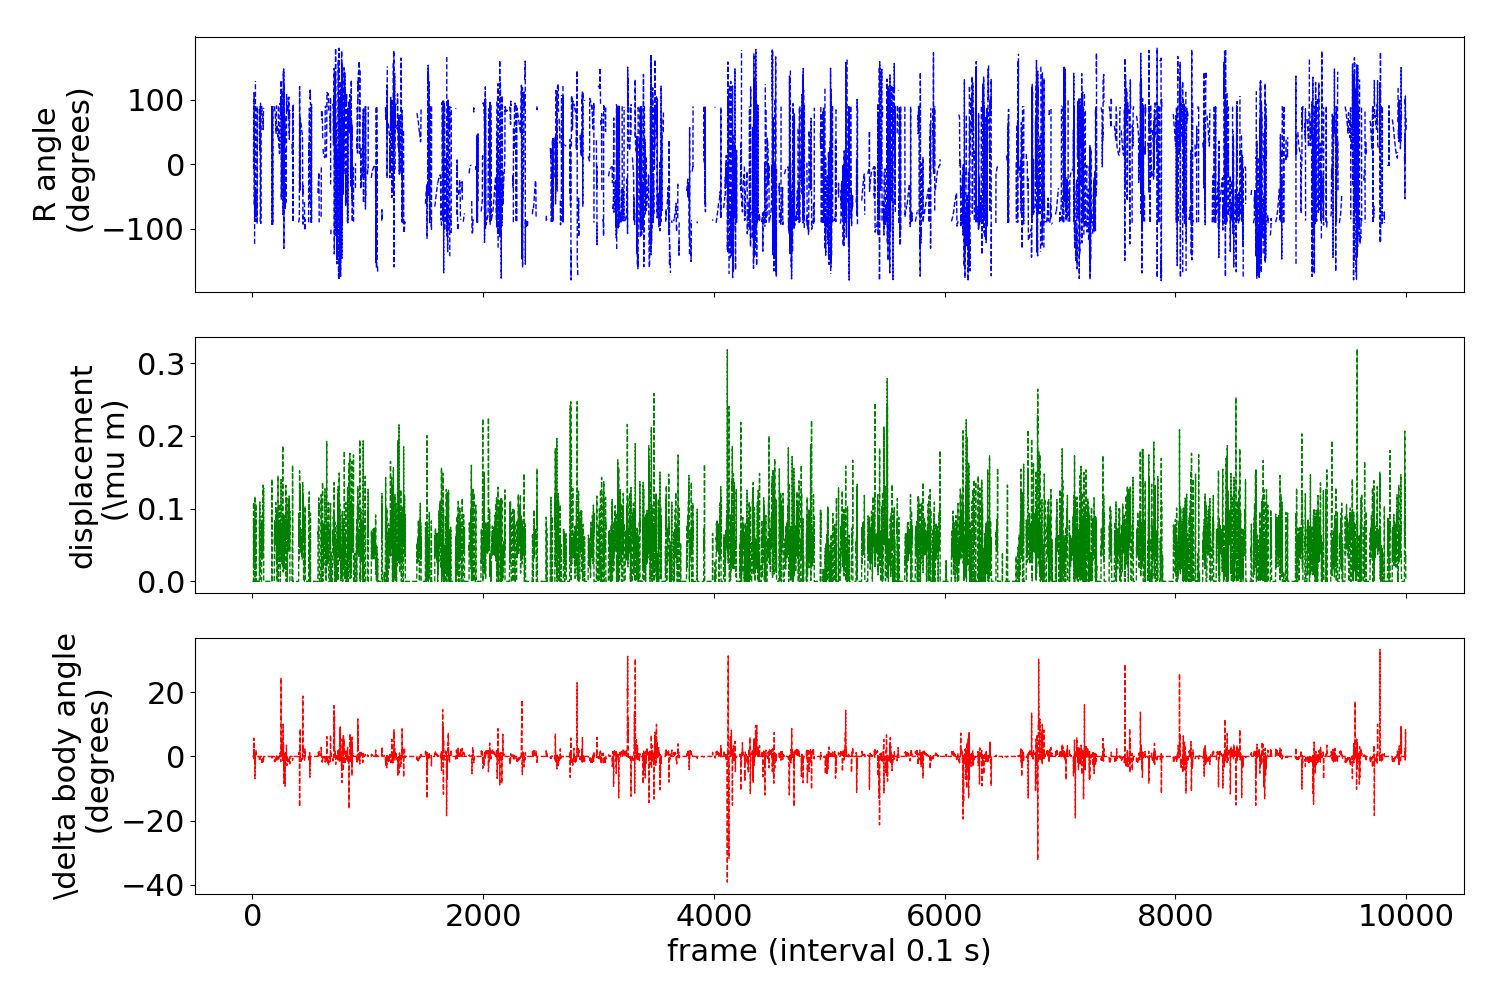 R angle
(degrees)
100
0
−100
displacement
(\mu m)
0.3
0.2
0.1
0.0
\delta body angle
(degrees)
20
0
−20
−40
0 2000 4000 6000 8000 10000
frame (interval 0.1 s)